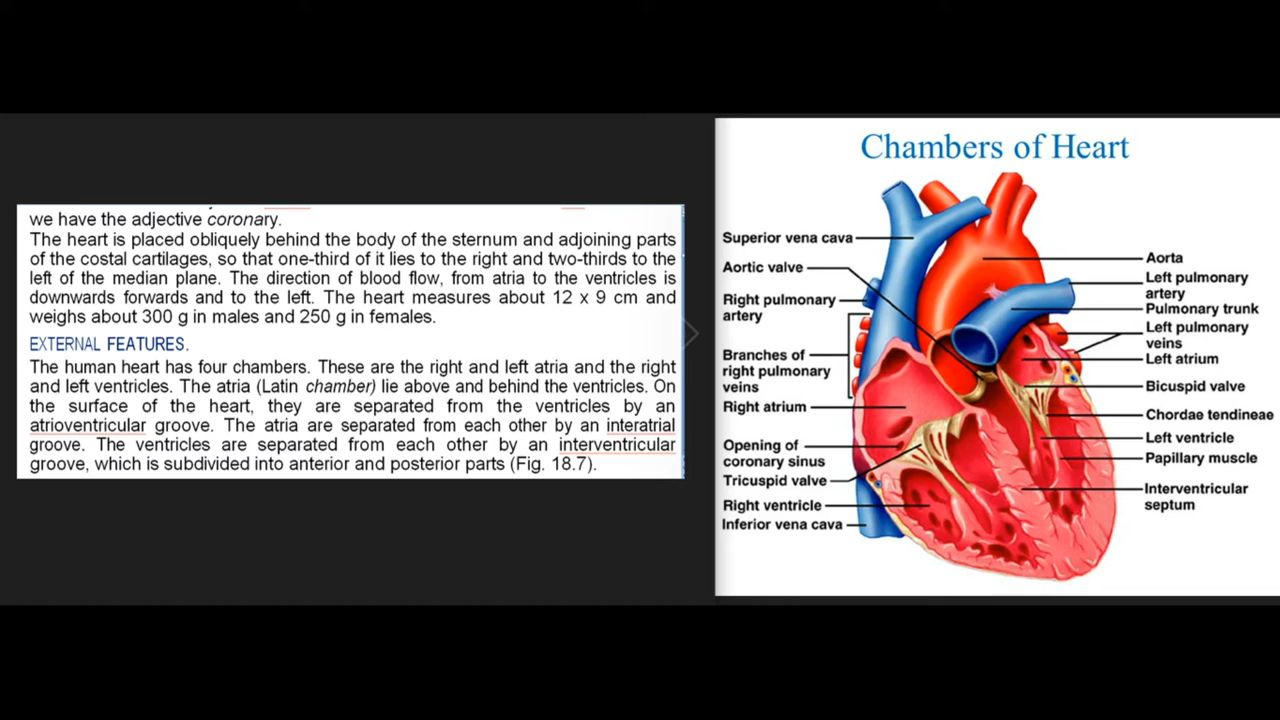 we have the adjective coronary.
The heart is placed obliquely behind the body of the sternum and adjoining parts
of the costal cartilages, so that one-third of it lies to the right and two-thirds to the
left of the median plane. The direction of blood flow, from atria to the ventricles is
downwards forwards and to the left. The heart measures about 12 x 9 cm and
weighs about 300 g in males and 250 g in females.
EXTERNAL FEATURES.
The human heart has four chambers. These are the right and left atria and the right
and left ventricles. The atria (Latin chamber) lie above and behind the ventricles. On
the surface of the heart, they are separated from the ventricles by an
atrioventricular groove. The atria are separated from each other by an interatrial
groove. The ventricles are separated from each other by an interventricular
groove, which is subdivided into anterior and posterior parts (Fig. 18.7).
Chambers of Heart
Superior vena cava
Aortic valve
Right pulmonary
artery
Branches of
right pulmonary
veins
Right atrium
Opening of
coronary sinus
Tricuspid valve
Right ventricle
Inferior vena cava
Aorta
Left pulmonary
artery
Pulmonary trunk
Left pulmonary
veins
Left atrium
Bicuspid valve
Chordae tendineae
Left ventricle
Papillary muscle
Interventricular
septum